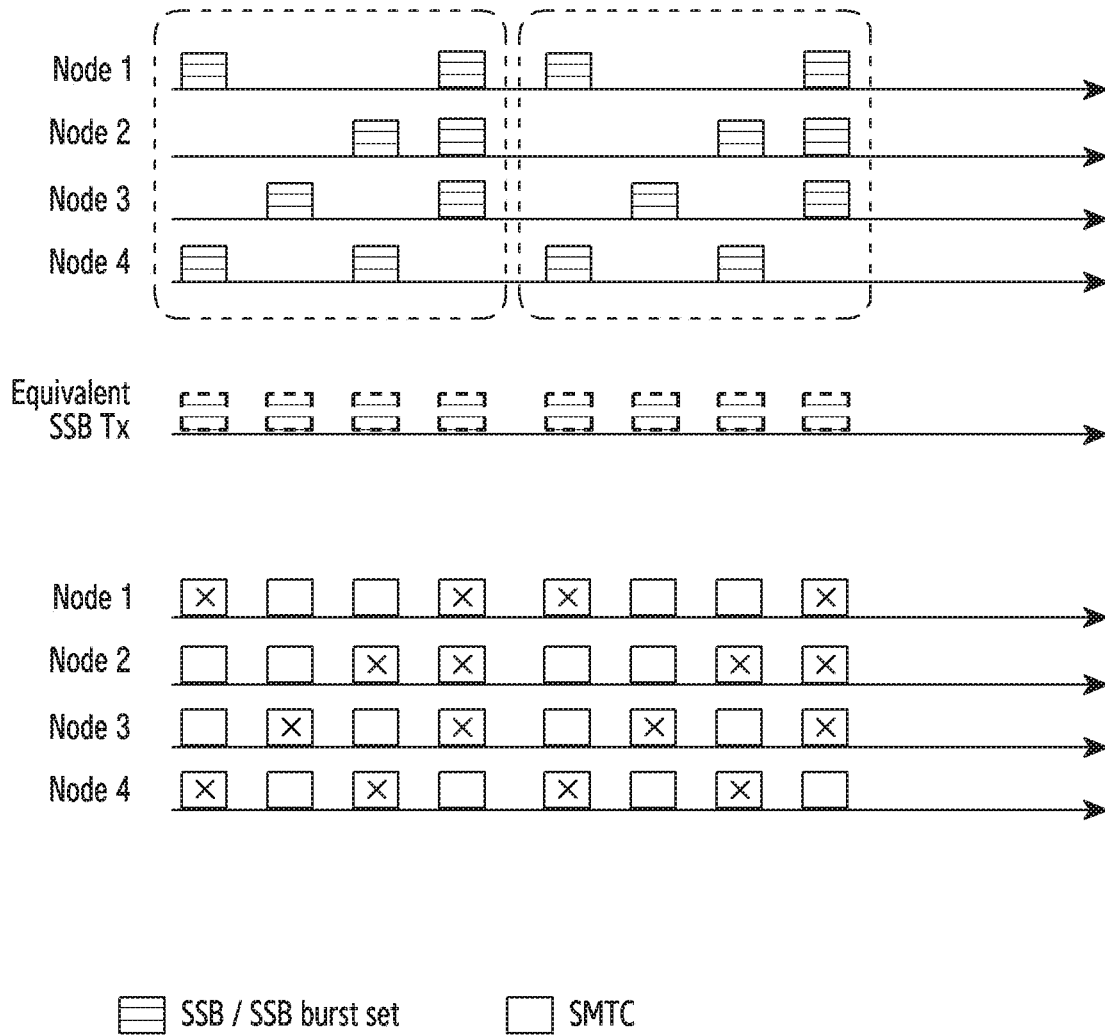 Node 1
Node 2
Node 3
Node 4
Equivalent
SSB Tx
Node 1
Node 2
Node 3
Node 4
SSB / SSB burst set
SMTC